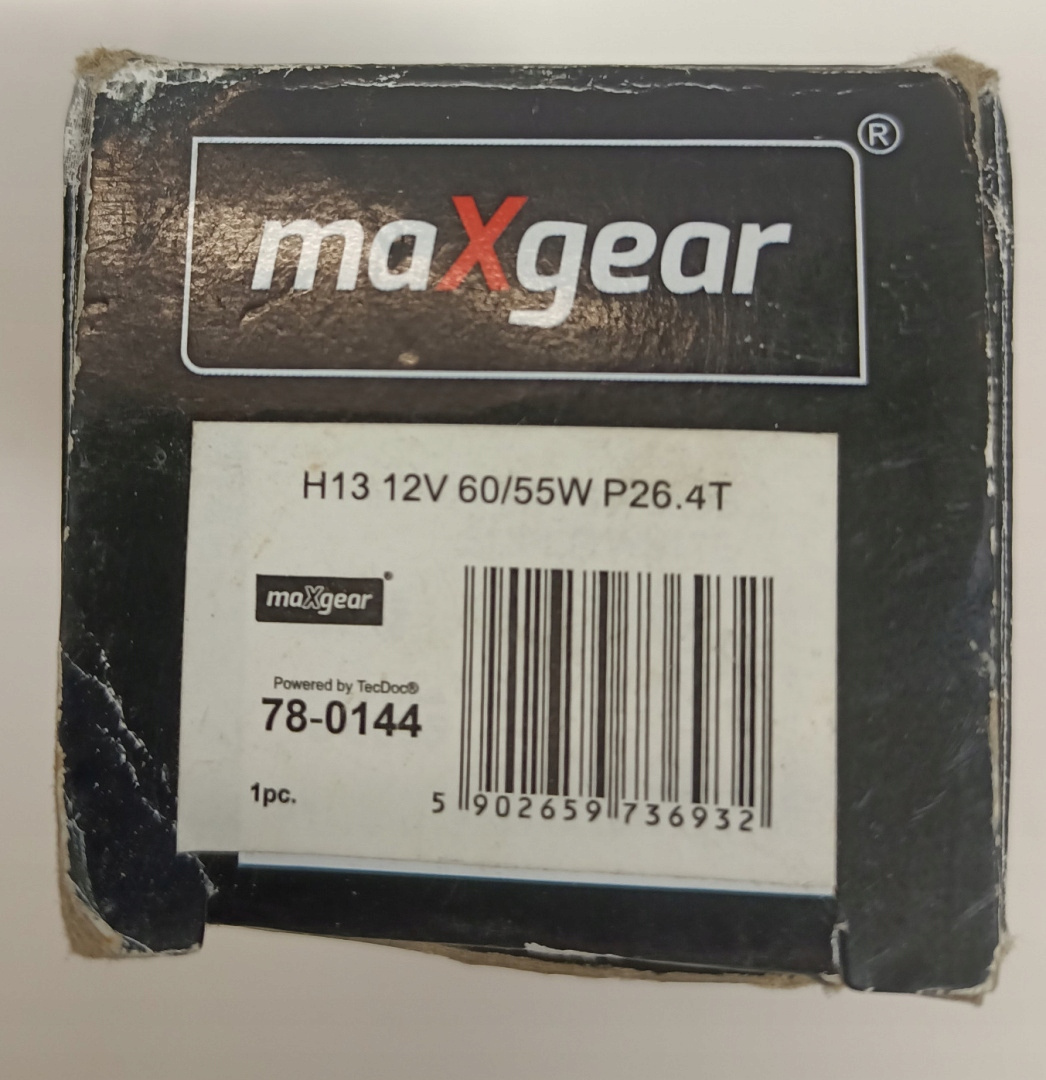 maXgear®
H13 12V 60/55W P26.4T
maXgear®
Powered by TecDoc®
78-0144
1pc.
5 902659 736932